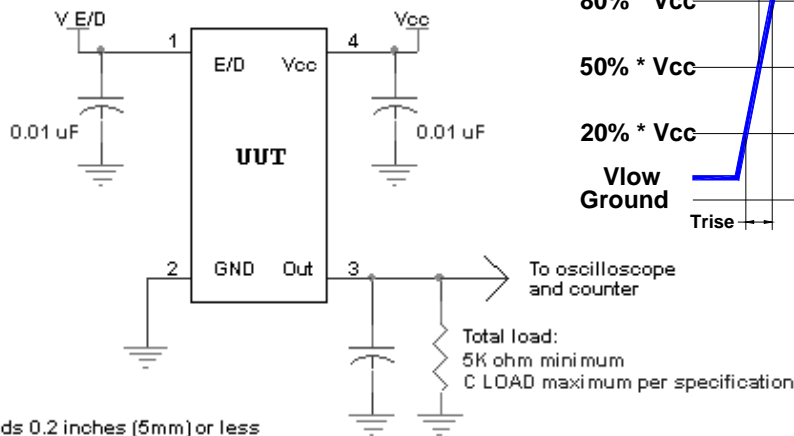 V E/D
Vcc
80% * Vcc
1
4
E/D
Vcc
50% * Vcc
0.01 uF
0.01 uF
20% * Vcc
UUT
Vlow
Ground
Trise
2
GND
Out
3
To oscilloscope
and counter
Total load:
5K ohm minimum
C LOAD maximum per specification
0.2 inches (5mm) or less